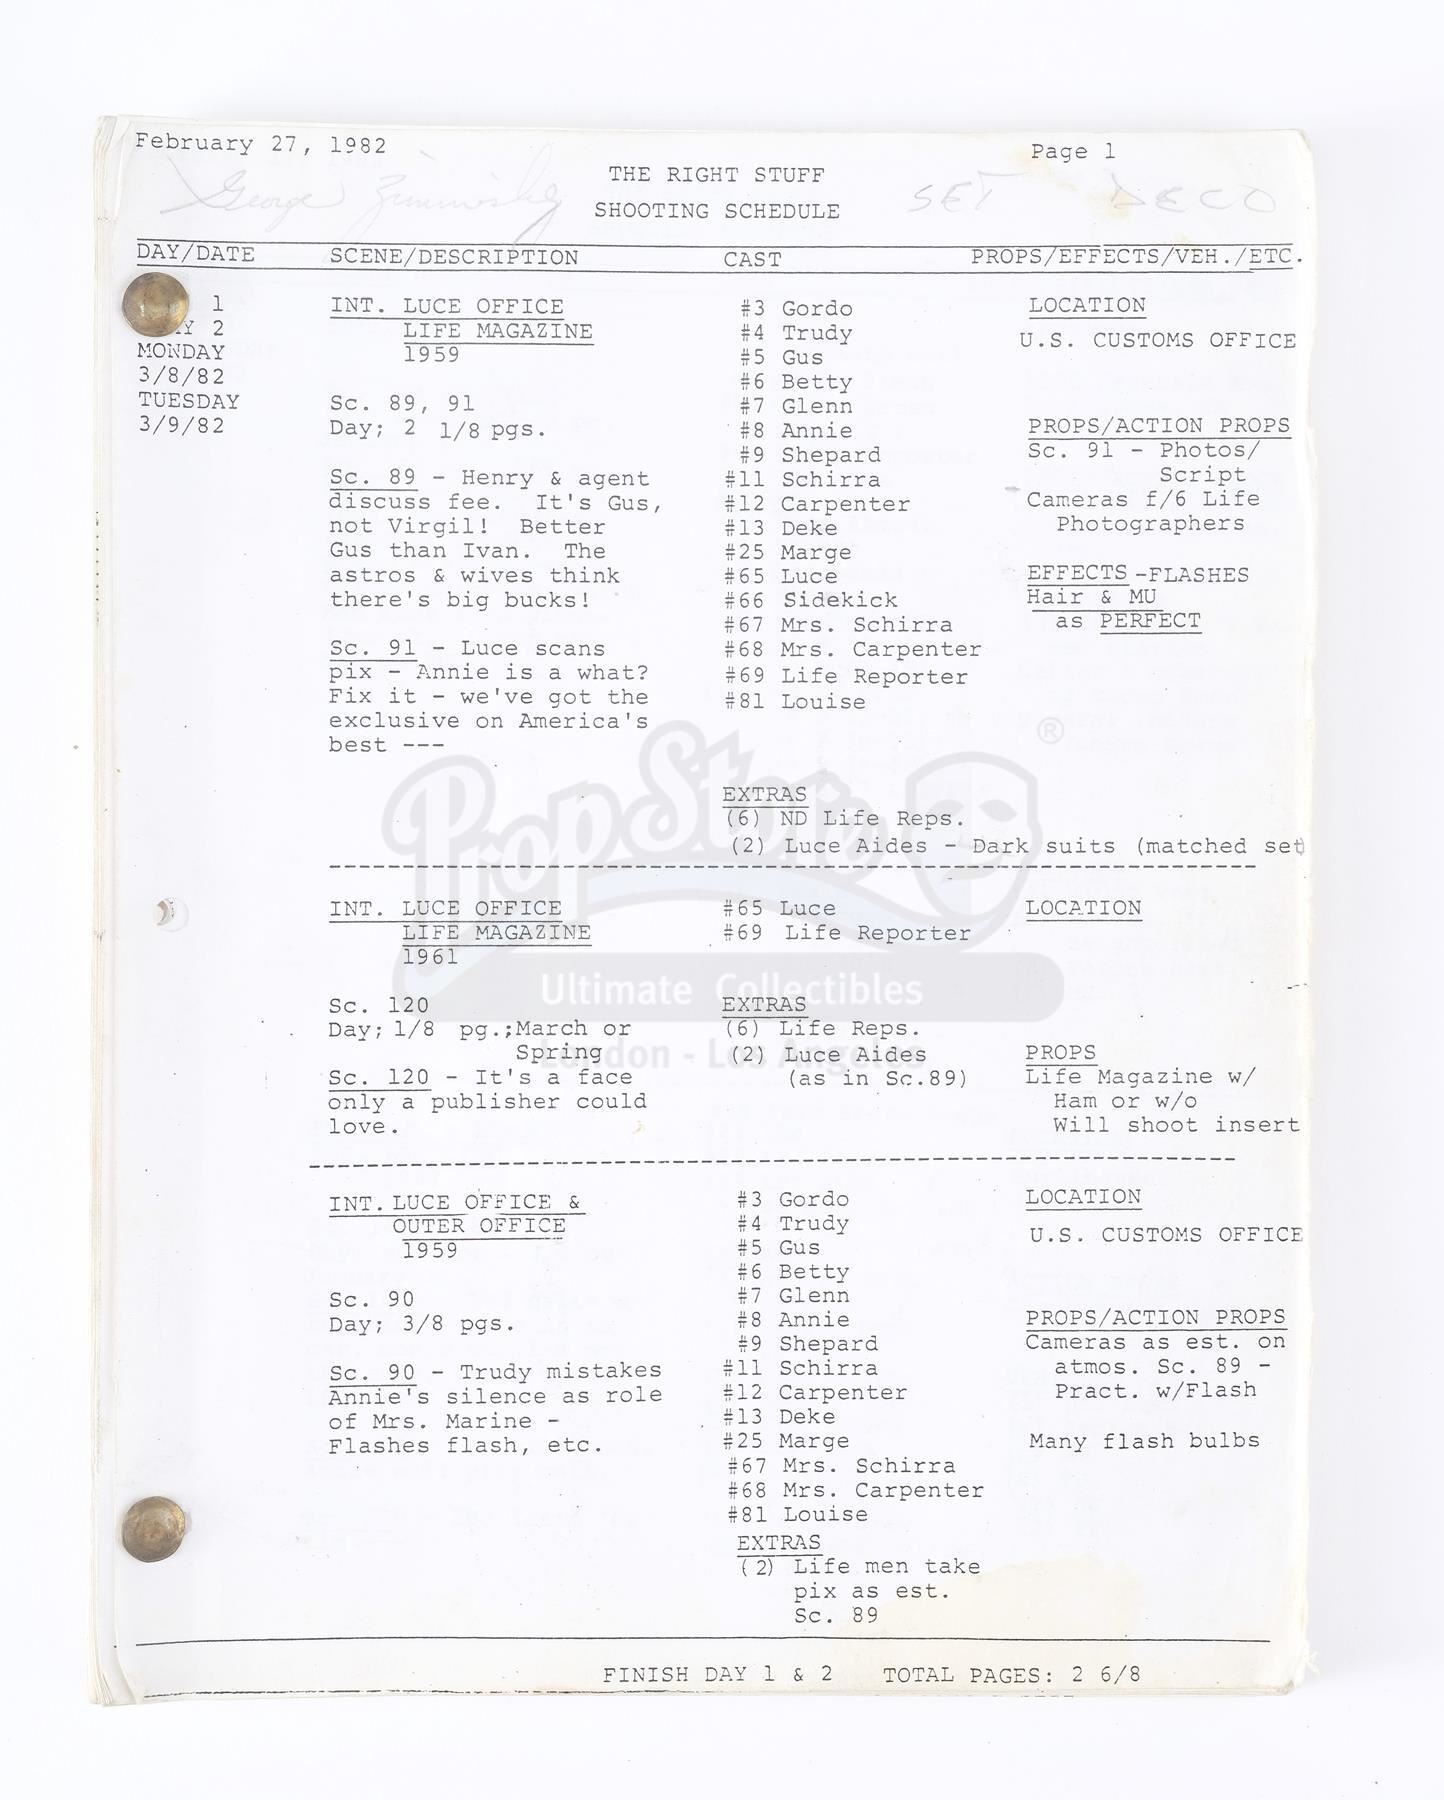 February 27, 1982
Page 1
THE RIGHT STUFF
George
SET DECO
SHOOTING SCHEDULE
DAY/DATE SCENE/DESCRIPTION CAST PROPS/EFFECTS/VEH./ETC.
1
2
MONDAY
3/8/82
TUESDAY
3/9/82
INT. LUCE OFFICE
LIFE MAGAZINE
1959
Sc. 89, 91
Day; 2 1/8 pgs.
Sc. 89 - Henry & agent
discuss fee. It's Gus,
not Virgil! Better
Gus than Ivan. The
astros & wives think
there's big bucks!
Sc. 91 - Luce scans
pix - Annie is a what?
Fix it - we've got the
exclusive on America's
best ---
#3 Gordo
#4 Trudy
#5 Gus
#6 Betty
#7 Glenn
#8 Annie
#9 Shepard
#11 Schirra
#12 Carpenter
#13 Deke
#25 Marge
#65 Luce
#66 Sidekick
#67 Mrs. Schirra
#68 Mrs. Carpenter
#69 Life Reporter
#81 Louise
EXTRAS
(6) ND Life Reps.
(2) Luce Aides - Dark suits (matched set
LOCATION
U.S. CUSTOMS OFFICE
PROPS/ACTION PROPS
Sc. 91 - Photos/
Script
Cameras f/6 Life
Photographers
EFFECTS -FLASHES
Hair & MU
as PERFECT
INT. LUCE OFFICE
LIFE MAGAZINE
1961
Sc. 120
Day; 1/8 pg.;March or
Spring
Sc. 120 - It's a face
only a publisher could
love.
#65 Luce
#69 Life Reporter
EXTRAS
(6) Life Reps.
(2) Luce Aides
(as in Sc.89)
LOCATION
PROPS
Life Magazine w/
Ham or w/o
Will shoot insert
INT. LUCE OFFICE &
OUTER OFFICE
1959
Sc. 90
Day; 3/8 pgs.
Sc. 90 - Trudy mistakes
Annie's silence as role
of Mrs. Marine -
Flashes flash, etc.
#3 Gordo
#4 Trudy
#5 Gus
#6 Betty
#7 Glenn
#8 Annie
#9 Shepard
#11 Schirra
#12 Carpenter
#13 Deke
#25 Marge
#67 Mrs. Schirra
#68 Mrs. Carpenter
#81 Louise
EXTRAS
(2) Life men take
pix as est.
Sc. 89
LOCATION
U.S. CUSTOMS OFFICE
PROPS/ACTION PROPS
Cameras as est. on
atmos. Sc. 89 -
Pract. w/Flash
Many flash bulbs
FINISH DAY 1 & 2 TOTAL PAGES: 2 6/8
PropStore ®
Ultimate Collectibles
London - Los Angeles